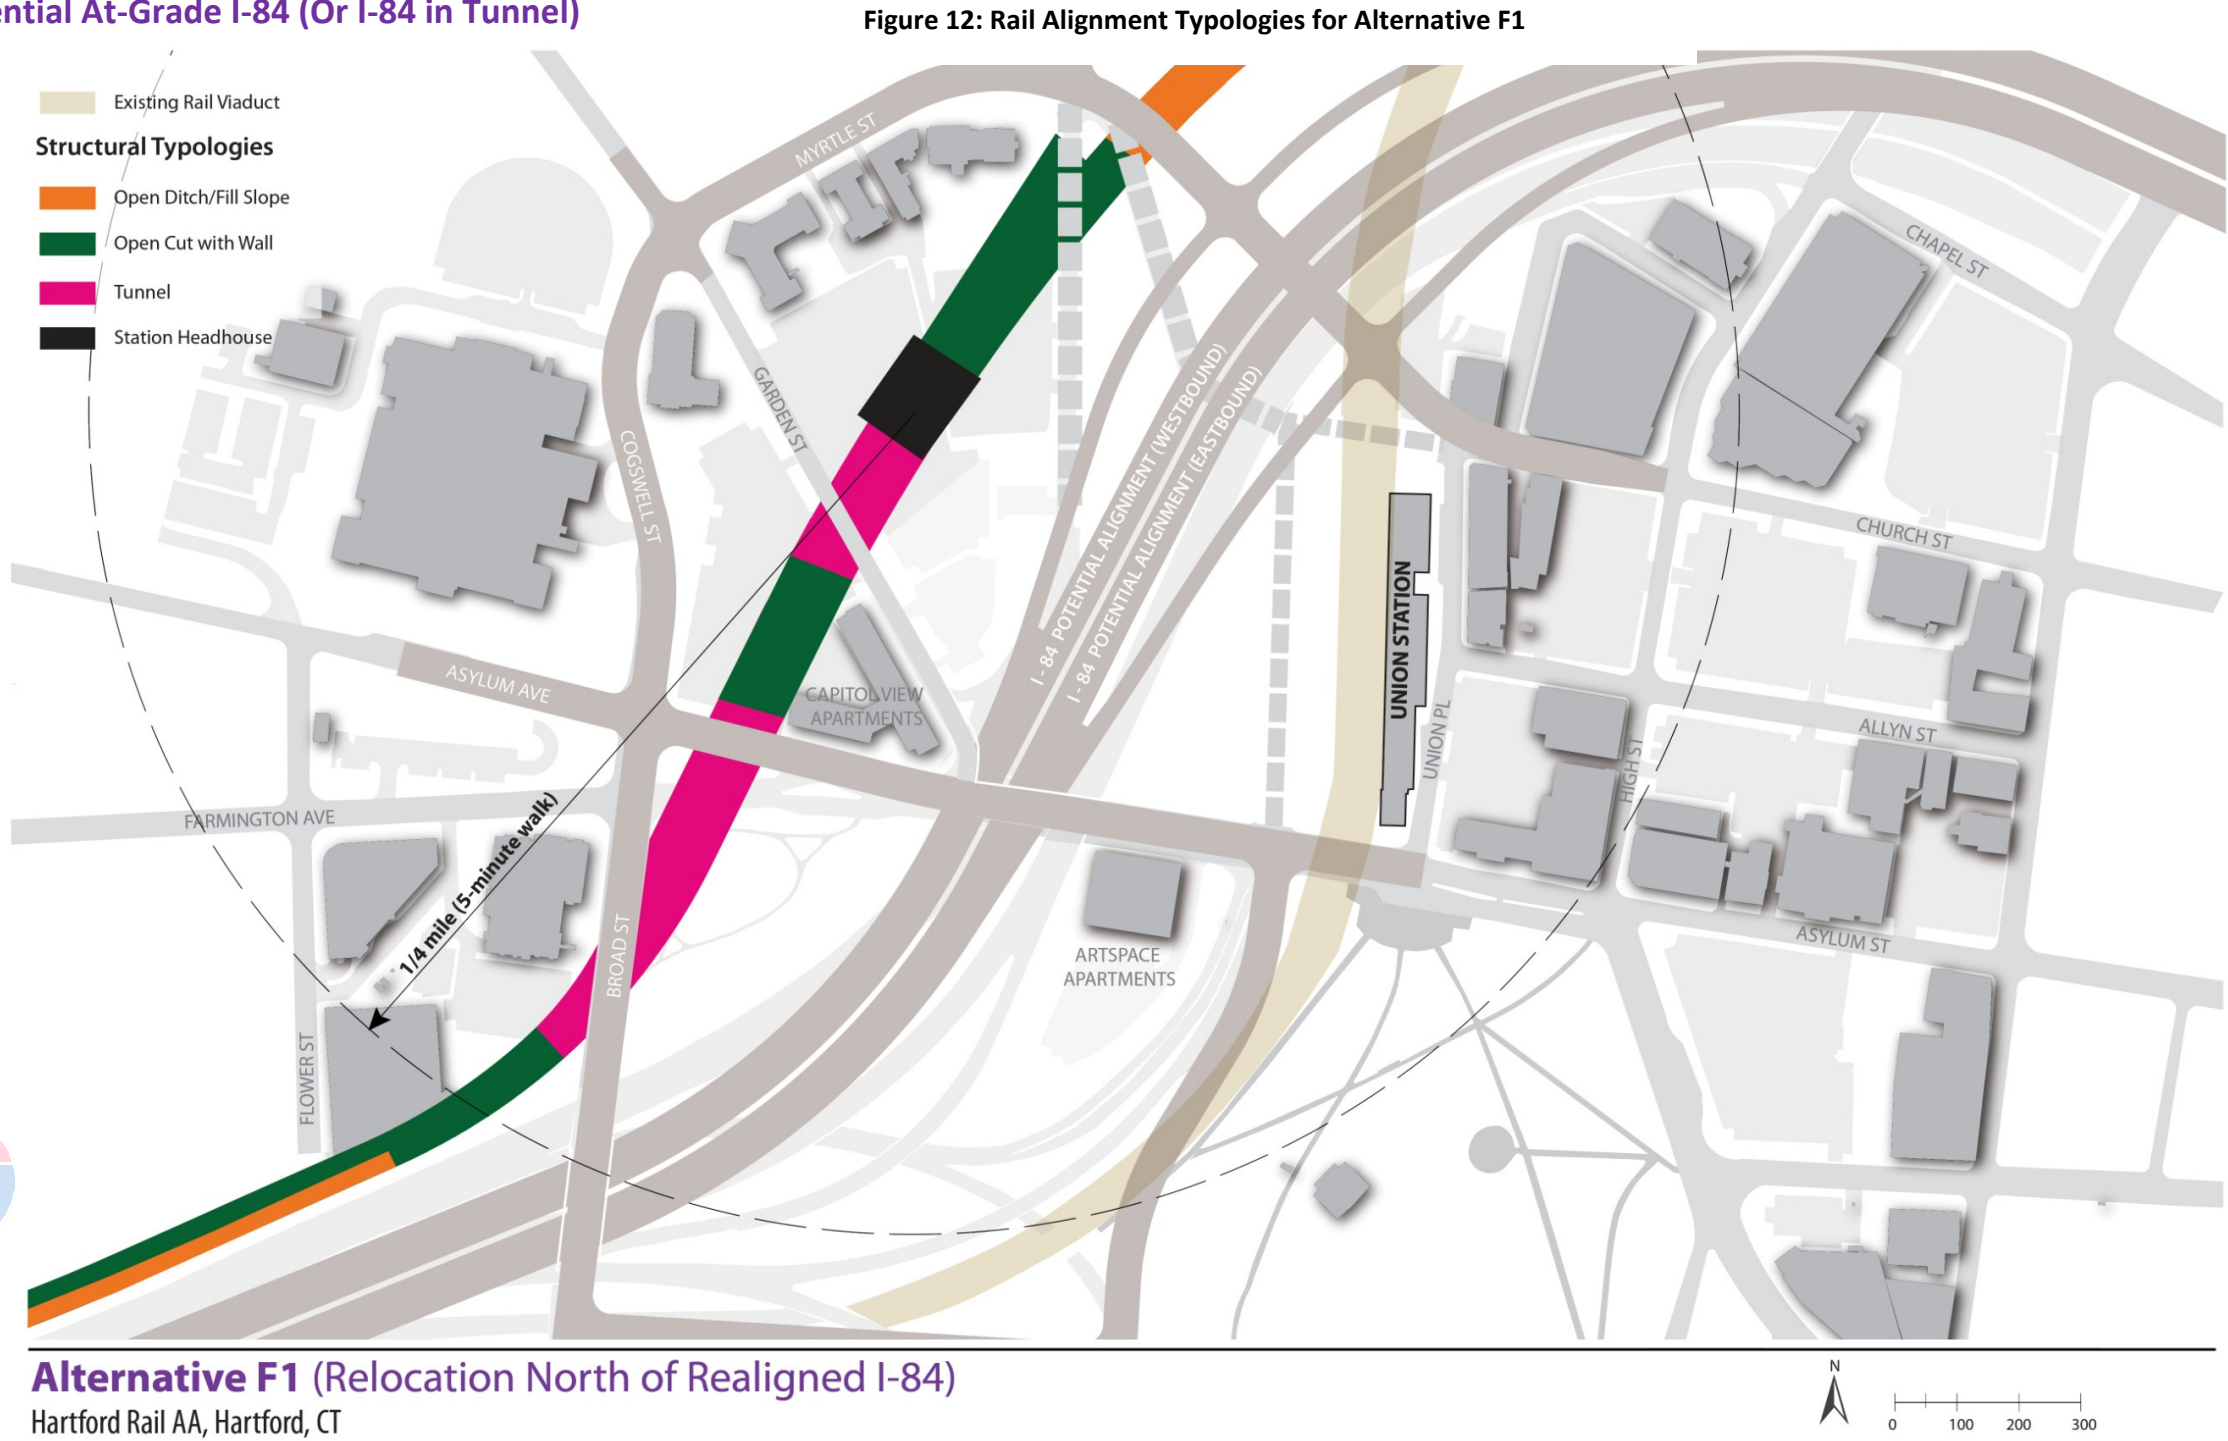 ential At-Grade I-84 (Or I-84 in Tunnel)
Figure 12: Rail Alignment Typologies for Alternative F1
Existing Rail Viaduct
Structural Typologies
Open Ditch/Fill Slope
Open Cut with Wall
Tunnel
Station Headhouse
MYRTLE ST
CHAPEL ST
GARDEN ST
COGSWELL ST
I-84 POTENTIAL ALIGNMENT (WESTBOUND)
I-84 POTENTIAL ALIGNMENT (EASTBOUND)
CHURCH ST
UNION STATION
ASYLUM AVE
CAPITOL VIEW
APARTMENTS
UNION PL
HIGH ST
ALLYN ST
FARMINGTON AVE
1/4 mile (5-minute walk)
BROAD ST
ARTSPACE
APARTMENTS
ASYLUM ST
FLOWER ST
Alternative F1 (Relocation North of Realigned I-84)
Hartford Rail AA, Hartford, CT
N
0 100 200 300